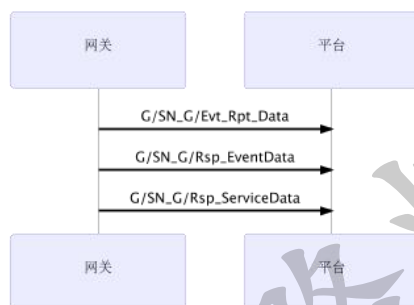 网关 平台
G/SN_G/Evt_Rpt_Data
G/SN_G/Rsp_EventData
G/SN_G/Rsp_ServiceData
网关 平台